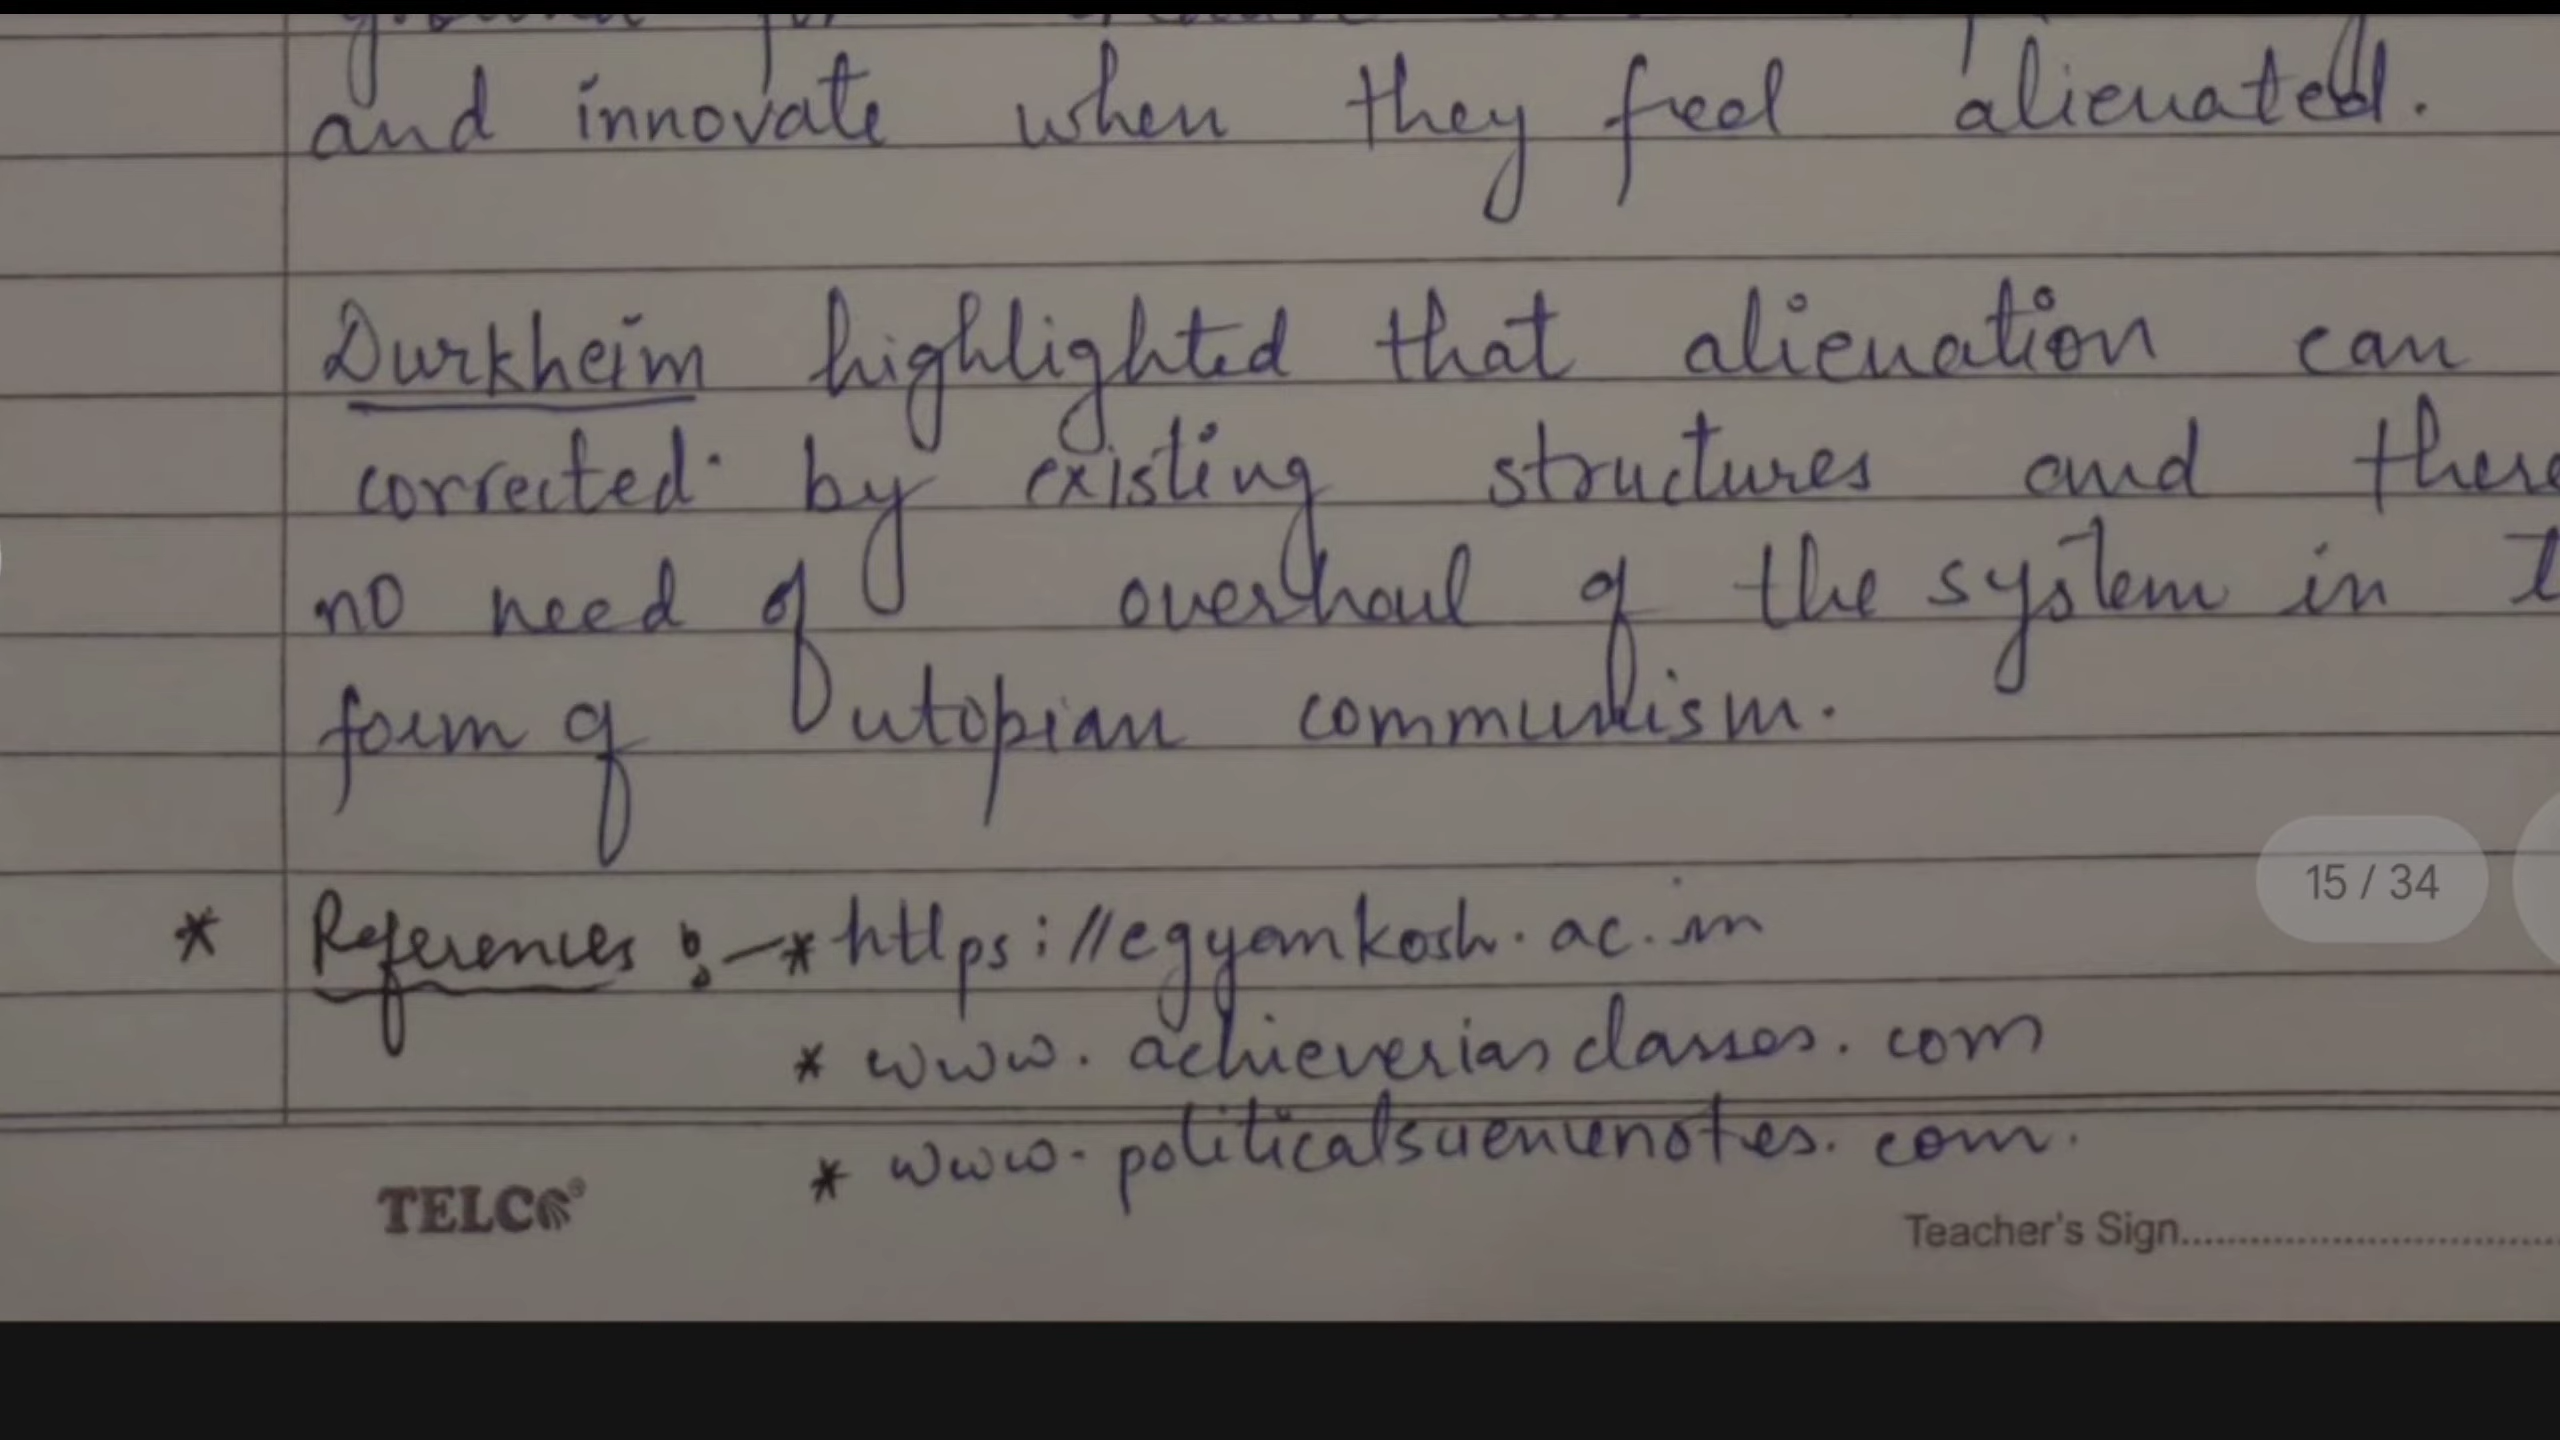 and innovate when they feel alienated.
Durkheim highlighted that alienation can
corrected by existing structures and there
no need of overhaul of the system in t
form of utopian communism.
* References :- * https://egyankosh.ac.in
* www.achieveriasclasses.com
* www.politicalsciencenotes.com.
15 / 34
TELCO
Teacher's Sign